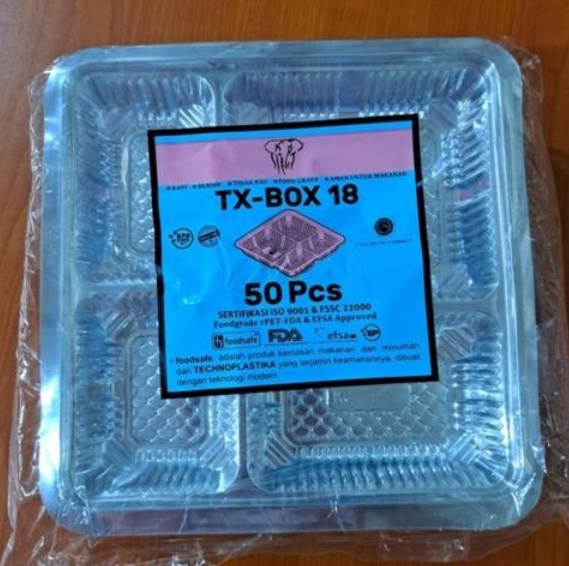 ★ RAPI ★ BERSIH ★ TIDAK BAU ★ FOOD GRADE ★ AMAN UNTUK MAKANAN
TX-BOX 18
50 Pcs
SERTIFIKASI ISO 9001 & FSSC 22000
Foodgrade rPET-FDA & EFSA Approved
fs foodsafe FDA efsa
foodsafe adalah produk kemasan makanan dan minuman
dari TECHNOPLASTIKA yang terjamin keamanannya, dibuat
dengan teknologi modern